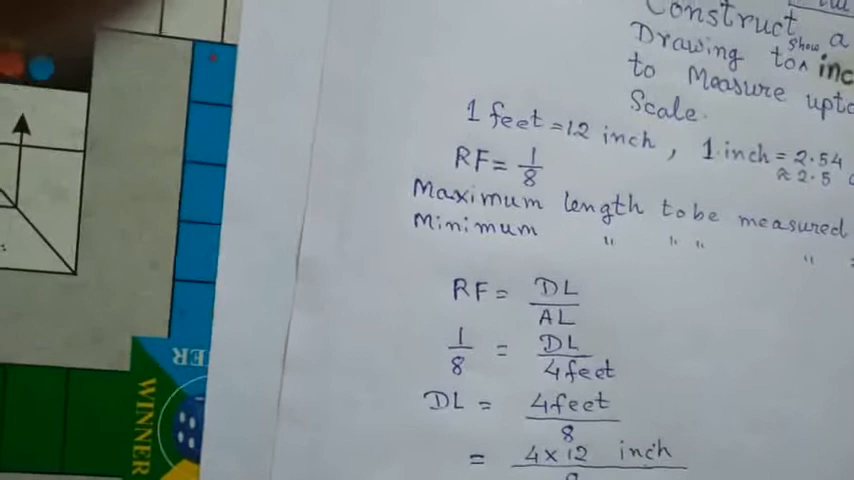 Construct a
Drawing to show inc
to Measure upto
Scale.
1 feet = 12 inch, 1 inch = 2.54
≈ 2.5
RF = 1/8
Maximum length to be measured
Minimum " " " "
RF = DL/AL
1/8 = DL/4feet
DL = 4feet/8
= 4 x 12 inch
WINNER
NER